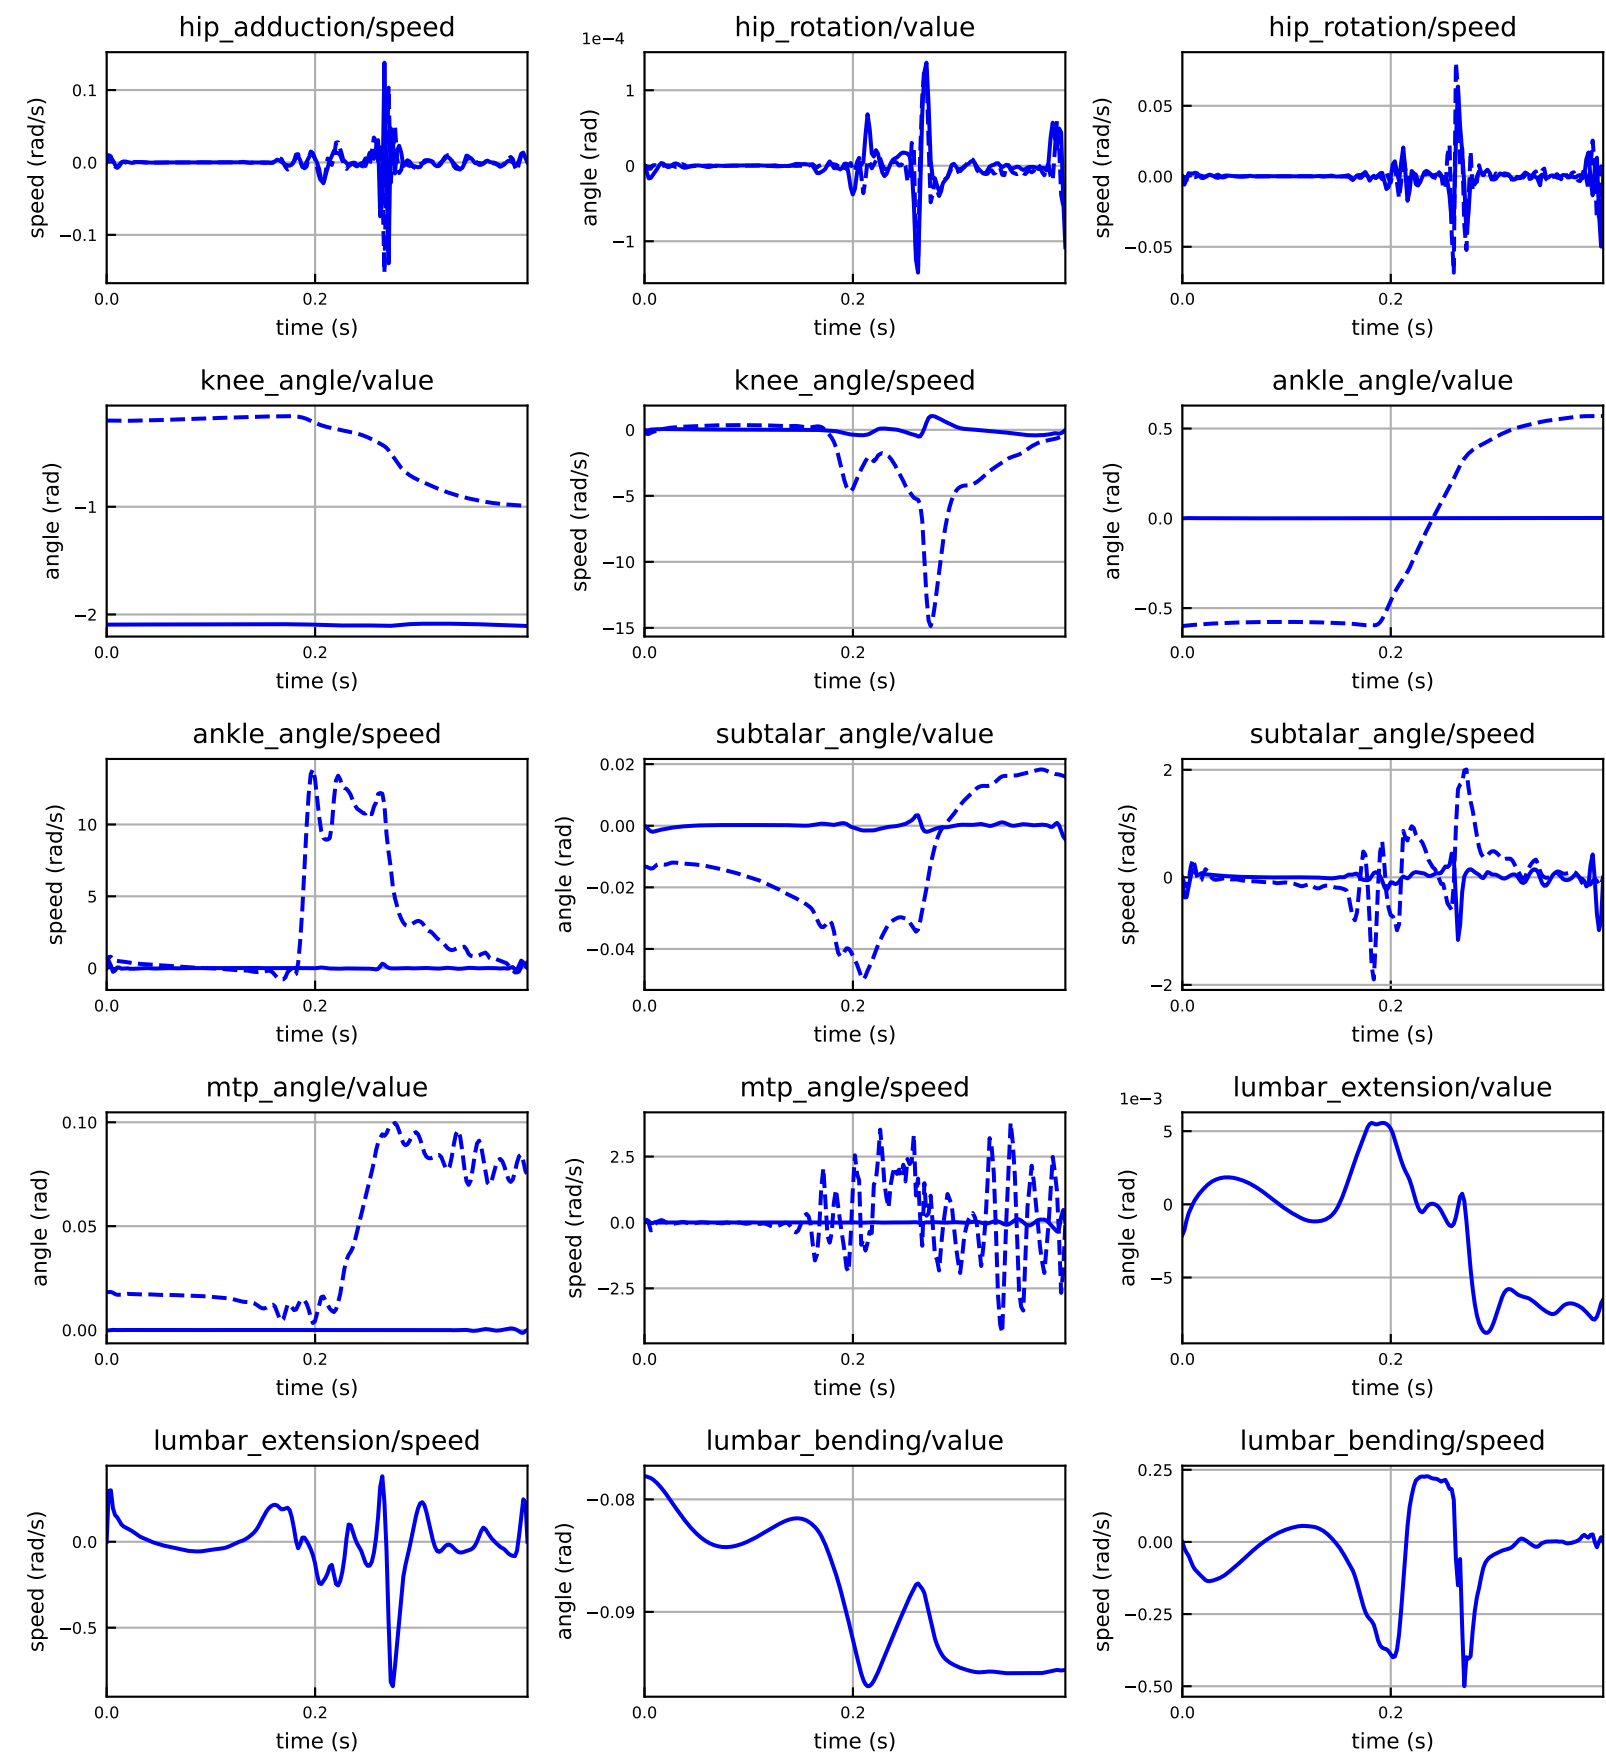 hip_adduction/speed
speed (rad/s)
0.1
0.0
−0.1
0.0
0.2
time (s)
hip_rotation/value
1e−4
angle (rad)
1
0
−1
0.0
0.2
time (s)
hip_rotation/speed
speed (rad/s)
0.05
0.00
−0.05
0.0
0.2
time (s)
knee_angle/value
angle (rad)
−1
−2
0.0
0.2
time (s)
knee_angle/speed
speed (rad/s)
0
−5
−10
−15
0.0
0.2
time (s)
ankle_angle/value
angle (rad)
0.5
0.0
−0.5
0.0
0.2
time (s)
ankle_angle/speed
speed (rad/s)
10
5
0
0.0
0.2
time (s)
subtalar_angle/value
angle (rad)
0.02
0.00
−0.02
−0.04
0.0
0.2
time (s)
subtalar_angle/speed
speed (rad/s)
2
0
−2
0.0
0.2
time (s)
mtp_angle/value
angle (rad)
0.10
0.05
0.00
0.0
0.2
time (s)
mtp_angle/speed
speed (rad/s)
2.5
0.0
−2.5
0.0
0.2
time (s)
lumbar_extension/value
1e−3
angle (rad)
5
0
−5
0.0
0.2
time (s)
lumbar_extension/speed
speed (rad/s)
0.0
−0.5
0.0
0.2
time (s)
lumbar_bending/value
angle (rad)
−0.08
−0.09
0.0
0.2
time (s)
lumbar_bending/speed
speed (rad/s)
0.25
0.00
−0.25
−0.50
0.0
0.2
time (s)